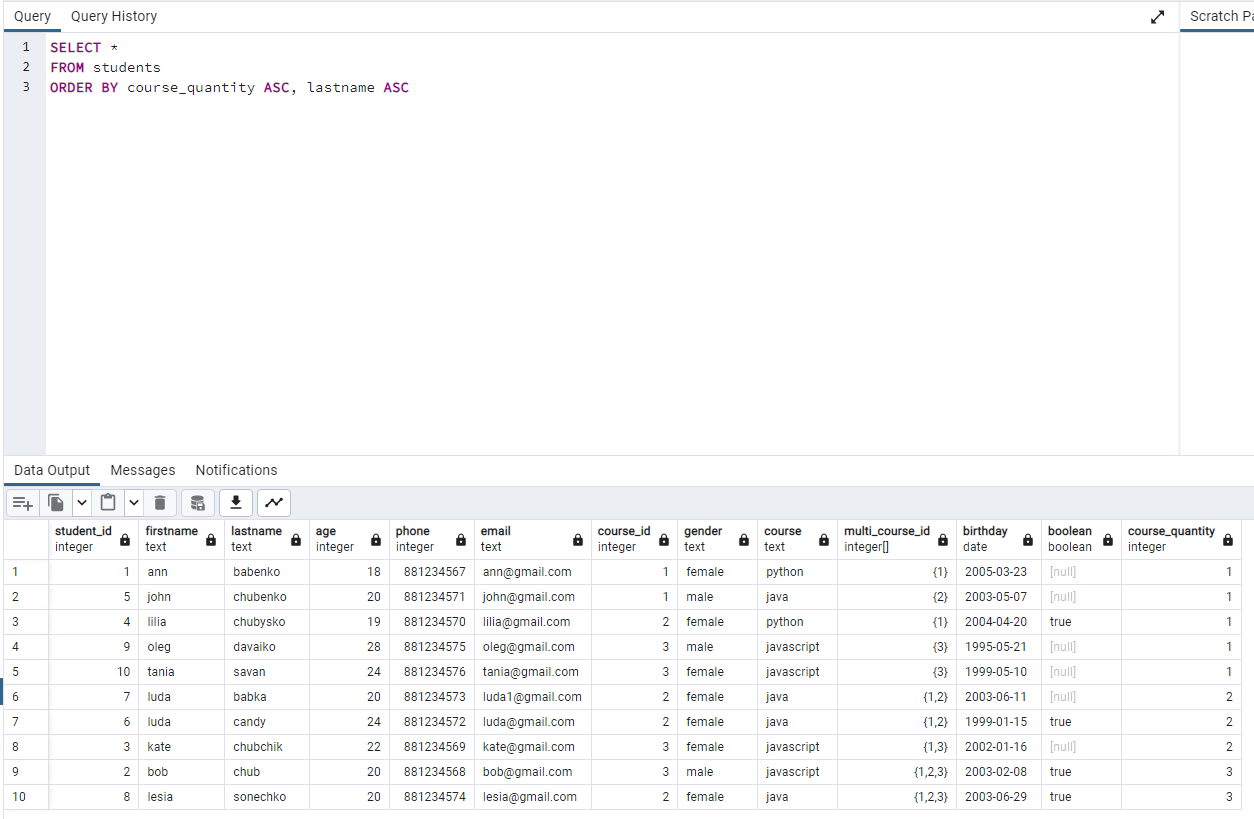 Query Query History Scratch Pa
1 SELECT *
2 FROM students
3 ORDER BY course_quantity ASC, lastname ASC
Data Output Messages Notifications
student_id firstname lastname age phone email course_id gender course multi_course_id birthday boolean course_quantity
integer text text integer integer text integer text text integer[] date boolean integer
1 1 ann babenko 18 881234567 ann@gmail.com 1 female python {1} 2005-03-23 [null] 1
2 5 john chubenko 20 881234571 john@gmail.com 1 male java {2} 2003-05-07 [null] 1
3 4 lilia chubysko 19 881234570 lilia@gmail.com 2 female python {1} 2004-04-20 true 1
4 9 oleg davaiko 28 881234575 oleg@gmail.com 3 male javascript {3} 1995-05-21 [null] 1
5 10 tania savan 24 881234576 tania@gmail.com 3 female javascript {3} 1999-05-10 [null] 1
6 7 luda babka 20 881234573 luda1@gmail.com 2 female java {1,2} 2003-06-11 [null] 2
7 6 luda candy 24 881234572 luda@gmail.com 2 female java {1,2} 1999-01-15 true 2
8 3 kate chubchik 22 881234569 kate@gmail.com 3 female javascript {1,3} 2002-01-16 [null] 2
9 2 bob chub 20 881234568 bob@gmail.com 3 male javascript {1,2,3} 2003-02-08 true 3
10 8 lesia sonechko 20 881234574 lesia@gmail.com 2 female java {1,2,3} 2003-06-29 true 3